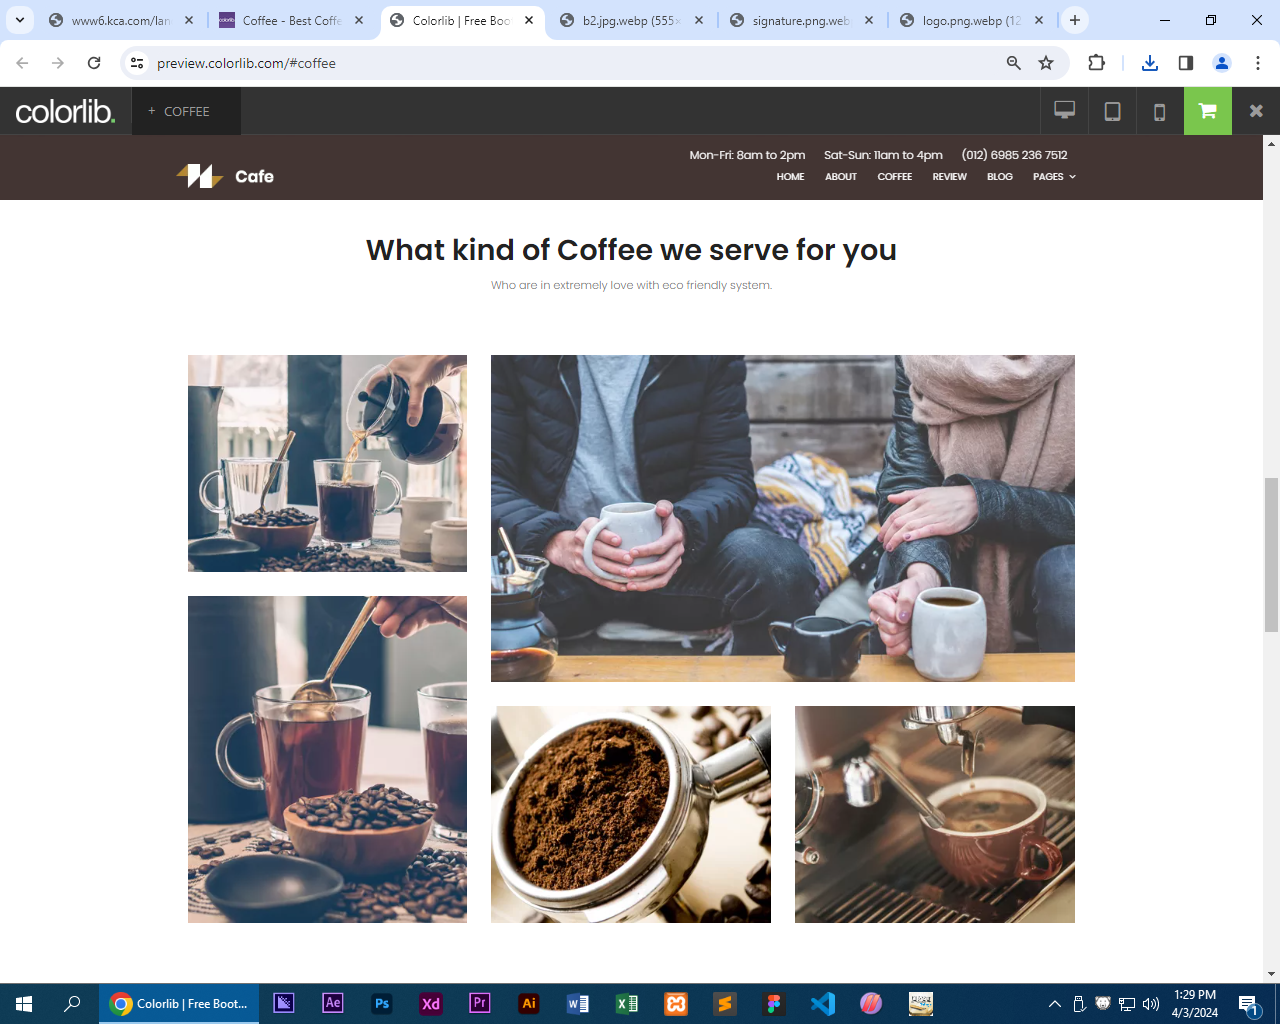 www6.kca.com/lan
Coffee - Best Coffe
Colorlib | Free Boo
b2.jpg.webp (555×
signature.png.web
logo.png.webp (12
preview.colorlib.com/#coffee
colorlib.
+ COFFEE
Mon-Fri: 8am to 2pm
Sat-Sun: 11am to 4pm
(012) 6985 236 7512
Cafe
HOME
ABOUT
COFFEE
REVIEW
BLOG
PAGES
What kind of Coffee we serve for you
Who are in extremely love with eco friendly system.
Colorlib | Free Boot...
Ae
Ps
Xd
Pr
Ai
1:29 PM
4/3/2024
1